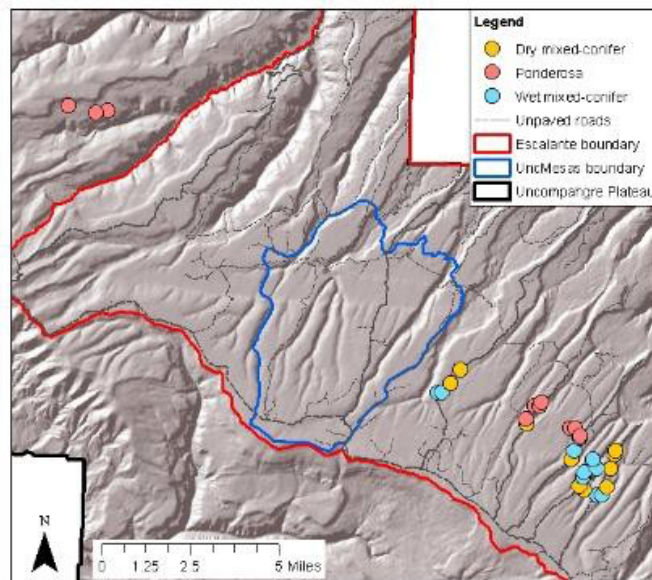 Legend
Dry mixed-conifer
Ponderosa
Wet mixed-conifer
Unpaved roads
Escalante boundary
UncMesas boundary
Uncompahgre Plateau
N
0 1.25 2.5 5 Miles